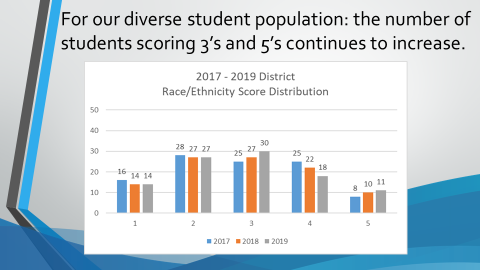 For our diverse student population: the number of
students scoring 3's and 5's continues to increase.
2017 - 2019 District
Race/Ethnicity Score Distribution
50
40
30
20
10
0
16 14 14
28 27 27
25 27 30
25 22 18
8 10 11
1 2 3 4 5
2017 2018 2019